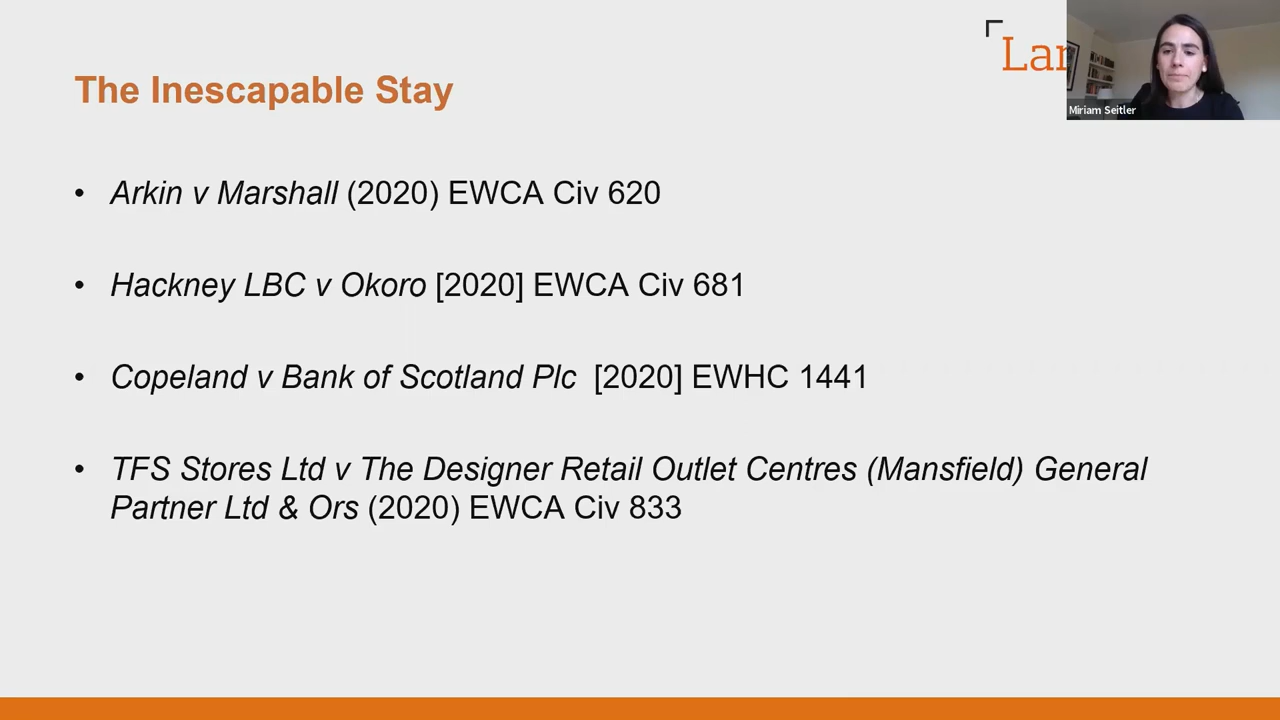 Lan
Miriam Seitler
The Inescapable Stay
• Arkin v Marshall (2020) EWCA Civ 620
• Hackney LBC v Okoro [2020] EWCA Civ 681
• Copeland v Bank of Scotland Plc [2020] EWHC 1441
• TFS Stores Ltd v The Designer Retail Outlet Centres (Mansfield) General
Partner Ltd & Ors (2020) EWCA Civ 833